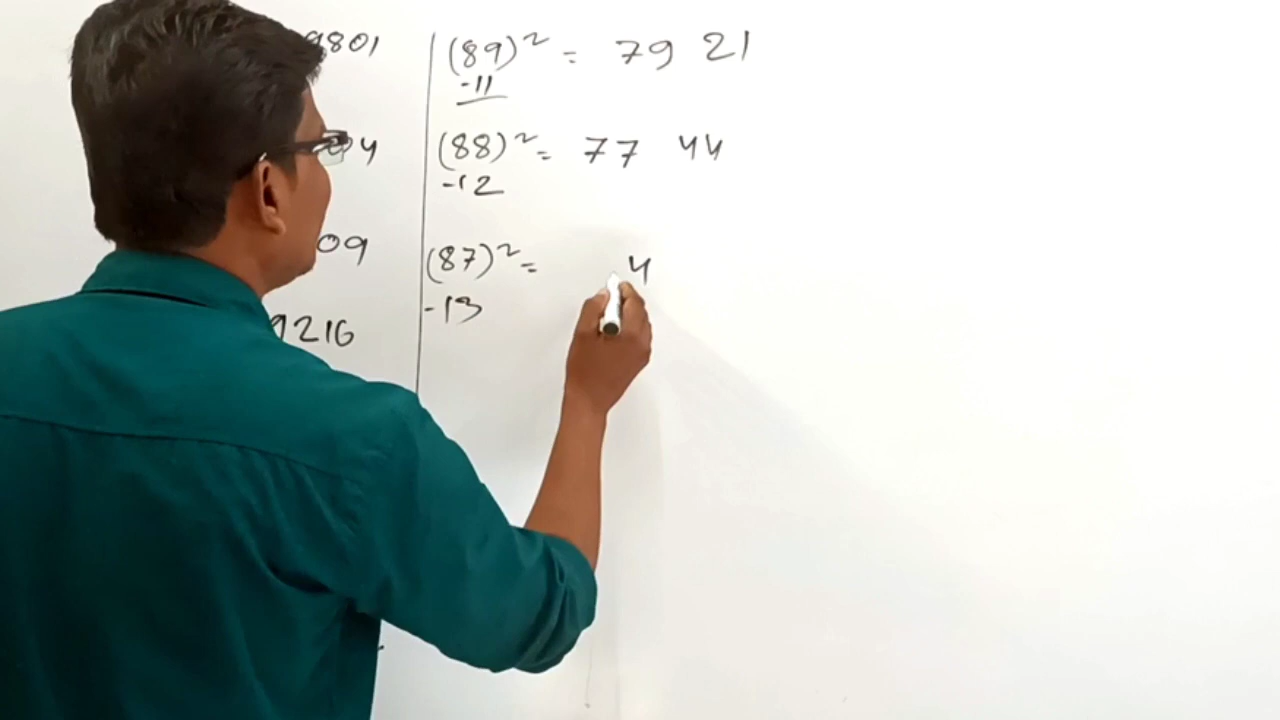 9801
(89)² = 79 21
-11
4
(88)² = 77 44
-12
09
(87)² = 4
-13
9216